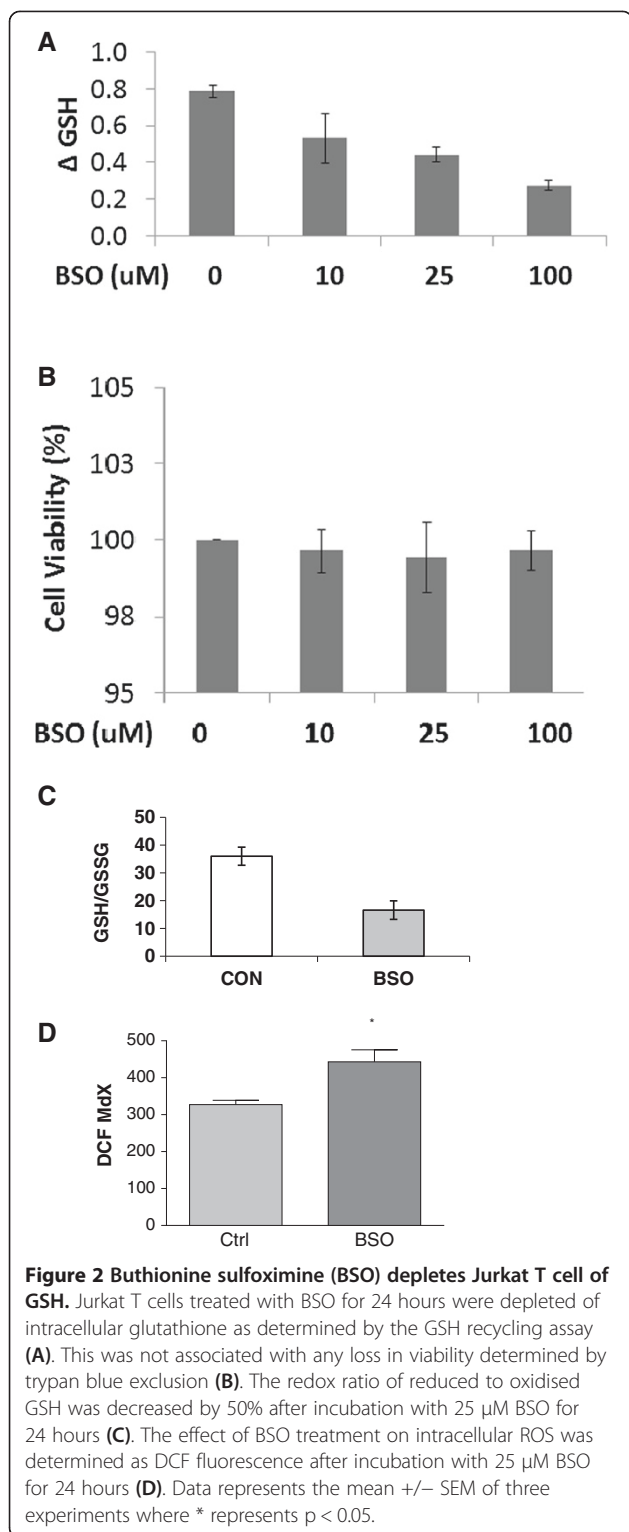 A
1.0
0.8
0.6
0.4
0.2
0.0
Δ GSH
BSO (uM) 0 10 25 100
B
105
103
100
98
95
Cell Viability (%)
BSO (uM) 0 10 25 100
C
50
40
30
20
10
0
GSH/GSSG
CON BSO
D
*
500
400
300
200
100
0
DCF MdX
Ctrl BSO
Figure 2 Buthionine sulfoximine (BSO) depletes Jurkat T cell of
GSH. Jurkat T cells treated with BSO for 24 hours were depleted of
intracellular glutathione as determined by the GSH recycling assay
(A). This was not associated with any loss in viability determined by
trypan blue exclusion (B). The redox ratio of reduced to oxidised
GSH was decreased by 50% after incubation with 25 μM BSO for
24 hours (C). The effect of BSO treatment on intracellular ROS was
determined as DCF fluorescence after incubation with 25 μM BSO
for 24 hours (D). Data represents the mean +/− SEM of three
experiments where * represents p < 0.05.